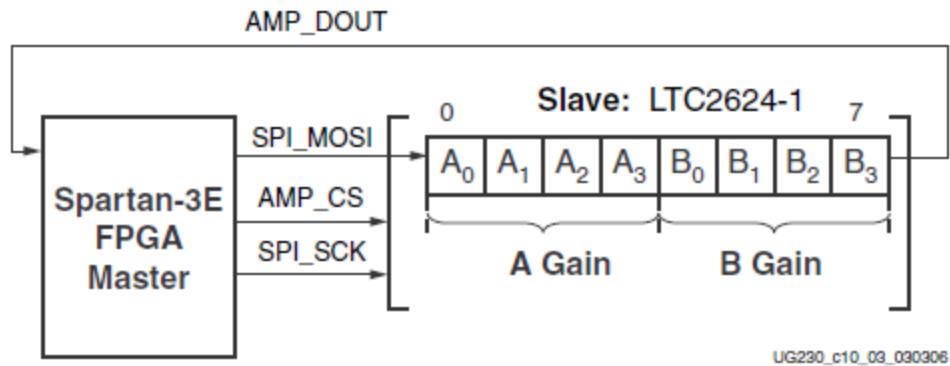 AMP_DOUT
Slave: LTC2624-1
0 7
SPI_MOSI
A0 A1 A2 A3 B0 B1 B2 B3
Spartan-3E
FPGA
Master
AMP_CS
SPI_SCK
A Gain B Gain
UG230_c10_03_030306